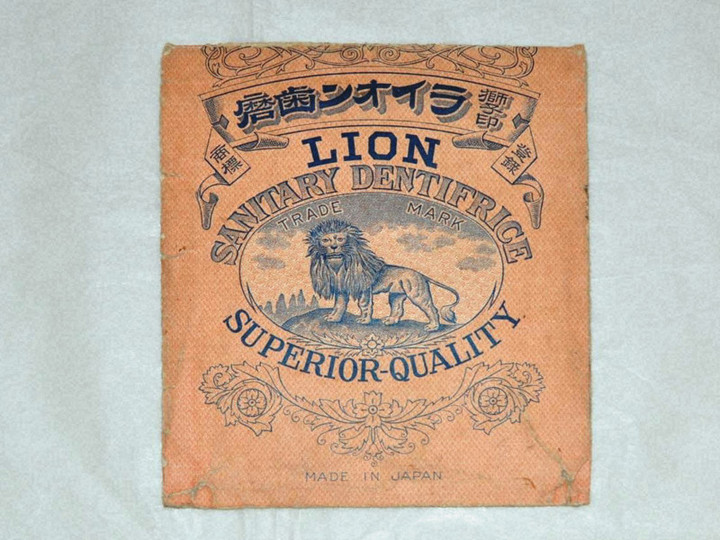 獅子印
ライオン歯磨
登録
商標
LION
SANITARY DENTIFRICE
TRADE MARK
SUPERIOR-QUALITY
MADE IN JAPAN